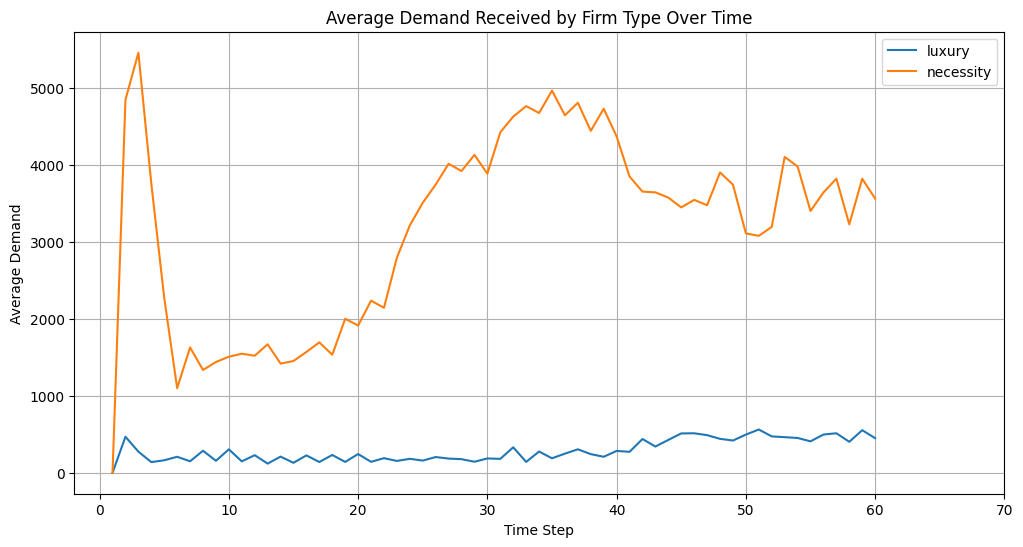 Average Demand Received by Firm Type Over Time
luxury
necessity
Average Demand
5000
4000
3000
2000
1000
0
0 10 20 30 40 50 60 70
Time Step